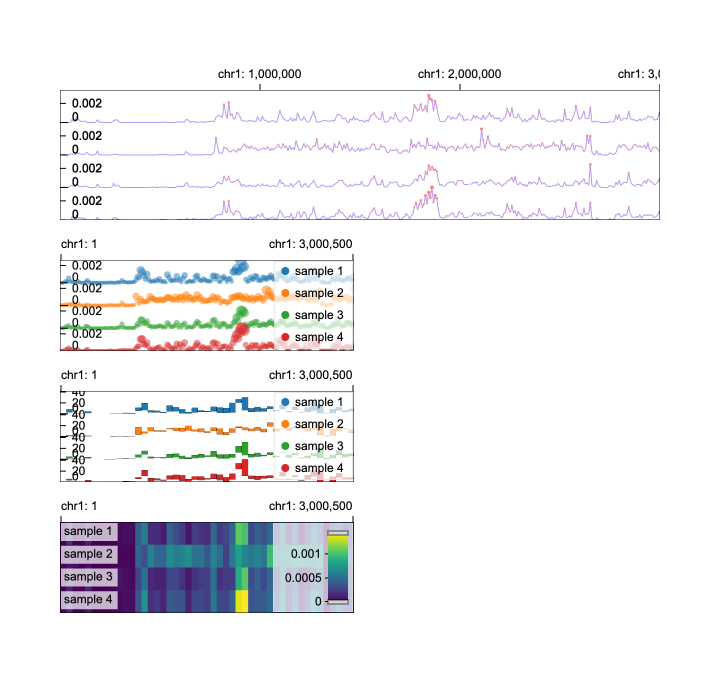 chr1: 1,000,000 chr1: 2,000,000 chr1: 3,0
0.002
0
0.002
0
0.002
0
0.002
0
chr1: 1 chr1: 3,000,500
0.002
0 sample 1
0.002
0 sample 2
0.002
0 sample 3
0.002
0 sample 4
chr1: 1 chr1: 3,000,500
40
20 sample 1
0
40
20 sample 2
0
40
20 sample 3
0
40
20 sample 4
0
chr1: 1 chr1: 3,000,500
sample 1
sample 2 0.001
sample 3 0.0005
sample 4 0